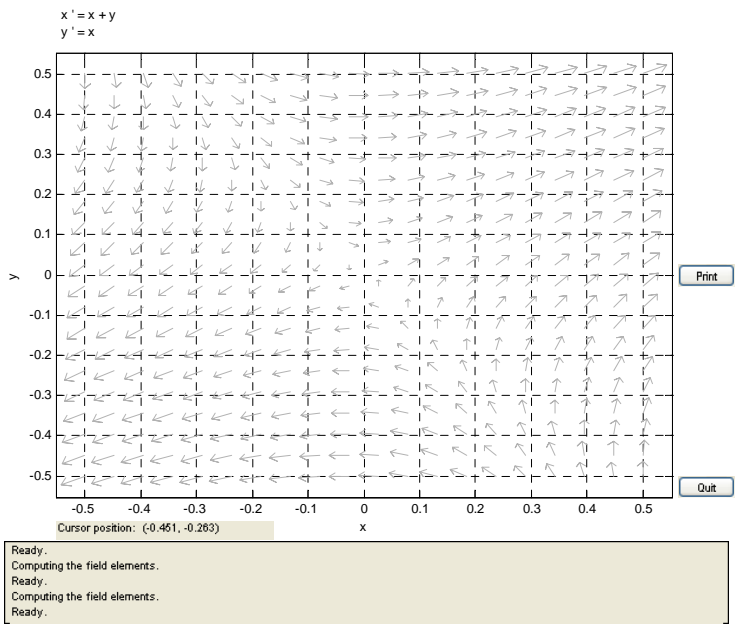 x ' = x + y
y ' = x
0.5
0.4
0.3
0.2
0.1
0
-0.1
-0.2
-0.3
-0.4
-0.5
y
-0.5 -0.4 -0.3 -0.2 -0.1 0 0.1 0.2 0.3 0.4 0.5
x
Print
Quit
Cursor position: (-0.451, -0.263)
Ready.
Computing the field elements.
Ready.
Computing the field elements.
Ready.